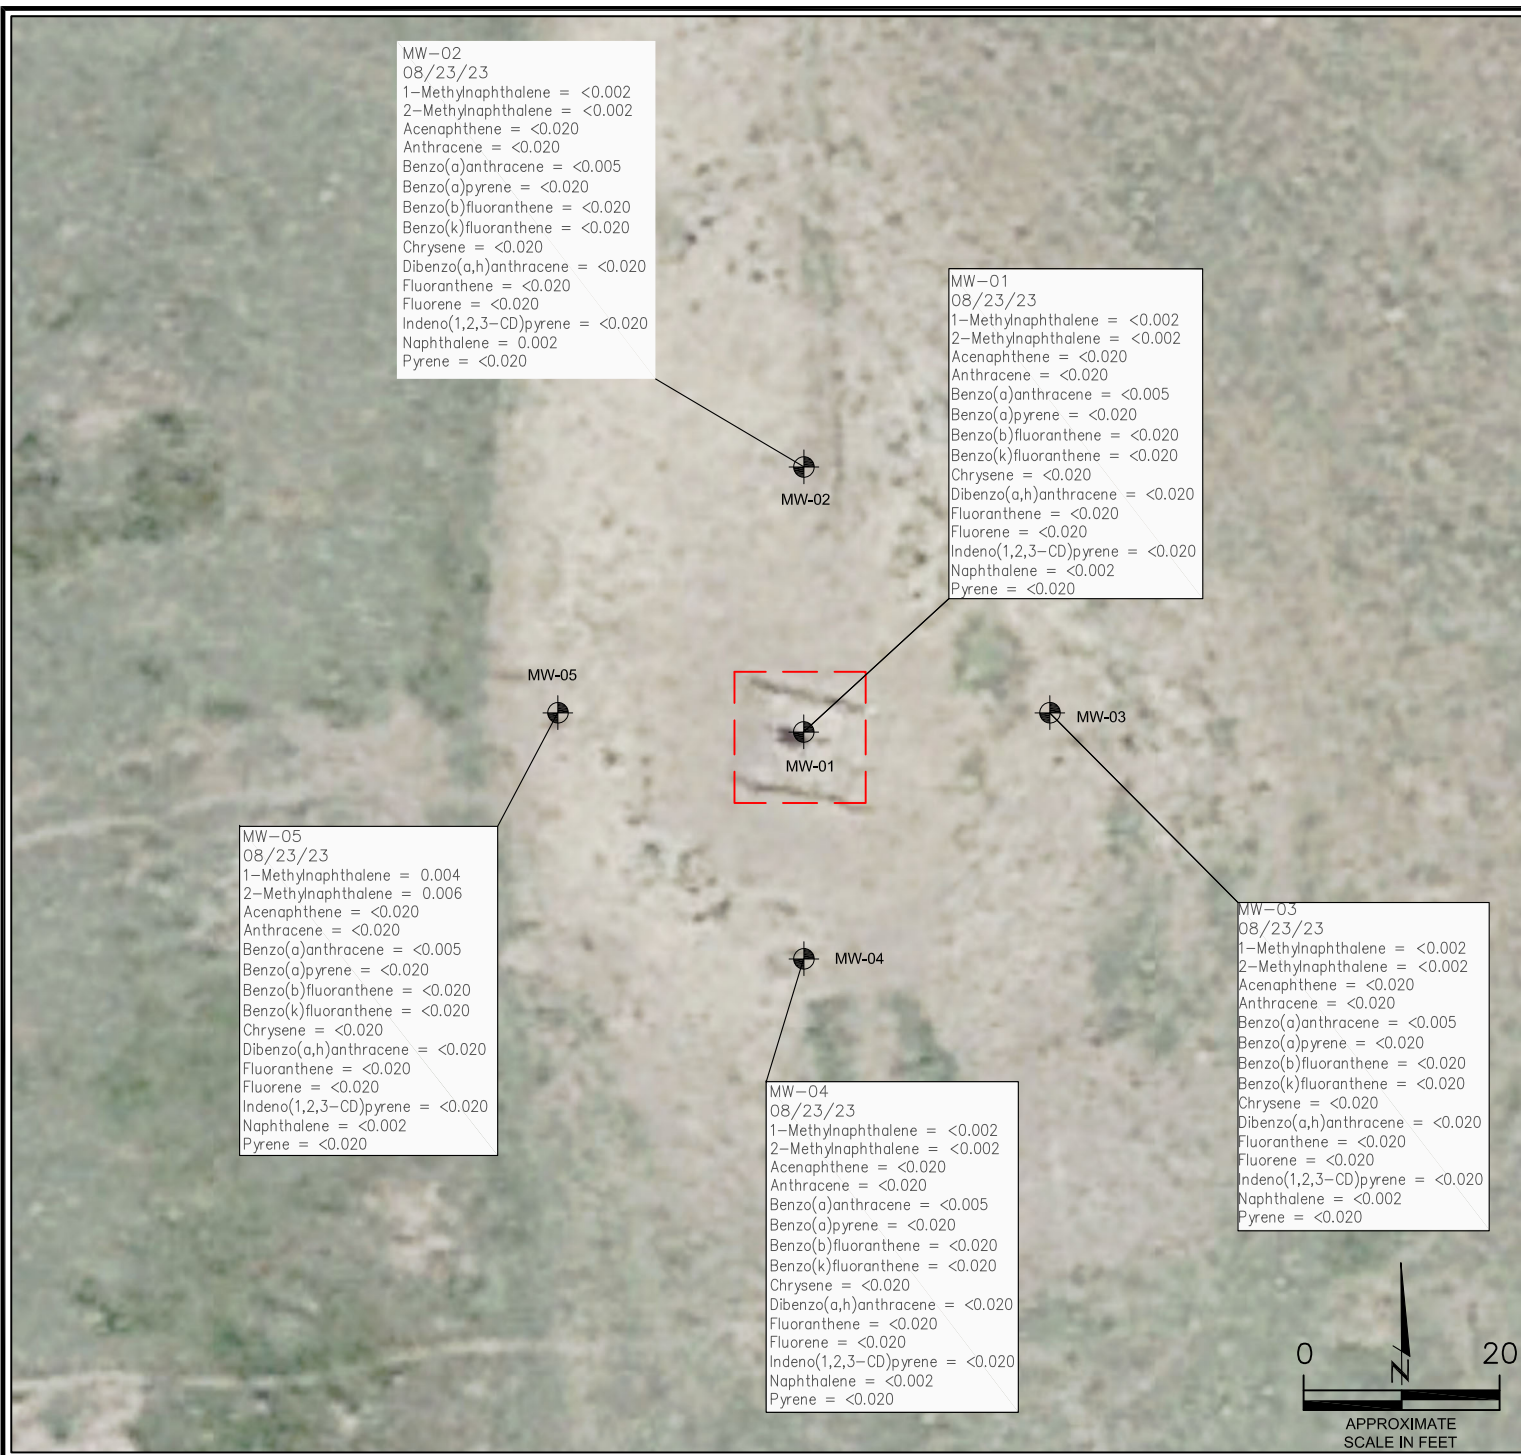 MW-02
08/23/23
1-Methylnaphthalene = <0.002
2-Methylnaphthalene = <0.002
Acenaphthene = <0.020
Anthracene = <0.020
Benzo(a)anthracene = <0.005
Benzo(a)pyrene = <0.020
Benzo(b)fluoranthene = <0.020
Benzo(k)fluoranthene = <0.020
Chrysene = <0.020
Dibenzo(a,h)anthracene = <0.020
Fluoranthene = <0.020
Fluorene = <0.020
Indeno(1,2,3-CD)pyrene = <0.020
Naphthalene = 0.002
Pyrene = <0.020
MW-01
08/23/23
1-Methylnaphthalene = <0.002
2-Methylnaphthalene = <0.002
Acenaphthene = <0.020
Anthracene = <0.020
Benzo(a)anthracene = <0.005
Benzo(a)pyrene = <0.020
Benzo(b)fluoranthene = <0.020
Benzo(k)fluoranthene = <0.020
Chrysene = <0.020
Dibenzo(a,h)anthracene = <0.020
Fluoranthene = <0.020
Fluorene = <0.020
Indeno(1,2,3-CD)pyrene = <0.020
Naphthalene = <0.002
Pyrene = <0.020
MW-02
MW-05
MW-03
MW-01
MW-05
08/23/23
1-Methylnaphthalene = 0.004
2-Methylnaphthalene = 0.006
Acenaphthene = <0.020
Anthracene = <0.020
Benzo(a)anthracene = <0.005
Benzo(a)pyrene = <0.020
Benzo(b)fluoranthene = <0.020
Benzo(k)fluoranthene = <0.020
Chrysene = <0.020
Dibenzo(a,h)anthracene = <0.020
Fluoranthene = <0.020
Fluorene = <0.020
Indeno(1,2,3-CD)pyrene = <0.020
Naphthalene = <0.002
Pyrene = <0.020
MW-04
MW-03
08/23/23
1-Methylnaphthalene = <0.002
2-Methylnaphthalene = <0.002
Acenaphthene = <0.020
Anthracene = <0.020
Benzo(a)anthracene = <0.005
Benzo(a)pyrene = <0.020
Benzo(b)fluoranthene = <0.020
Benzo(k)fluoranthene = <0.020
Chrysene = <0.020
Dibenzo(a,h)anthracene = <0.020
Fluoranthene = <0.020
Fluorene = <0.020
Indeno(1,2,3-CD)pyrene = <0.020
Naphthalene = <0.002
Pyrene = <0.020
MW-04
08/23/23
1-Methylnaphthalene = <0.002
2-Methylnaphthalene = <0.002
Acenaphthene = <0.020
Anthracene = <0.020
Benzo(a)anthracene = <0.005
Benzo(a)pyrene = <0.020
Benzo(b)fluoranthene = <0.020
Benzo(k)fluoranthene = <0.020
Chrysene = <0.020
Dibenzo(a,h)anthracene = <0.020
Fluoranthene = <0.020
Fluorene = <0.020
Indeno(1,2,3-CD)pyrene = <0.020
Naphthalene = <0.002
Pyrene = <0.020
0 N 20
APPROXIMATE
SCALE IN FEET